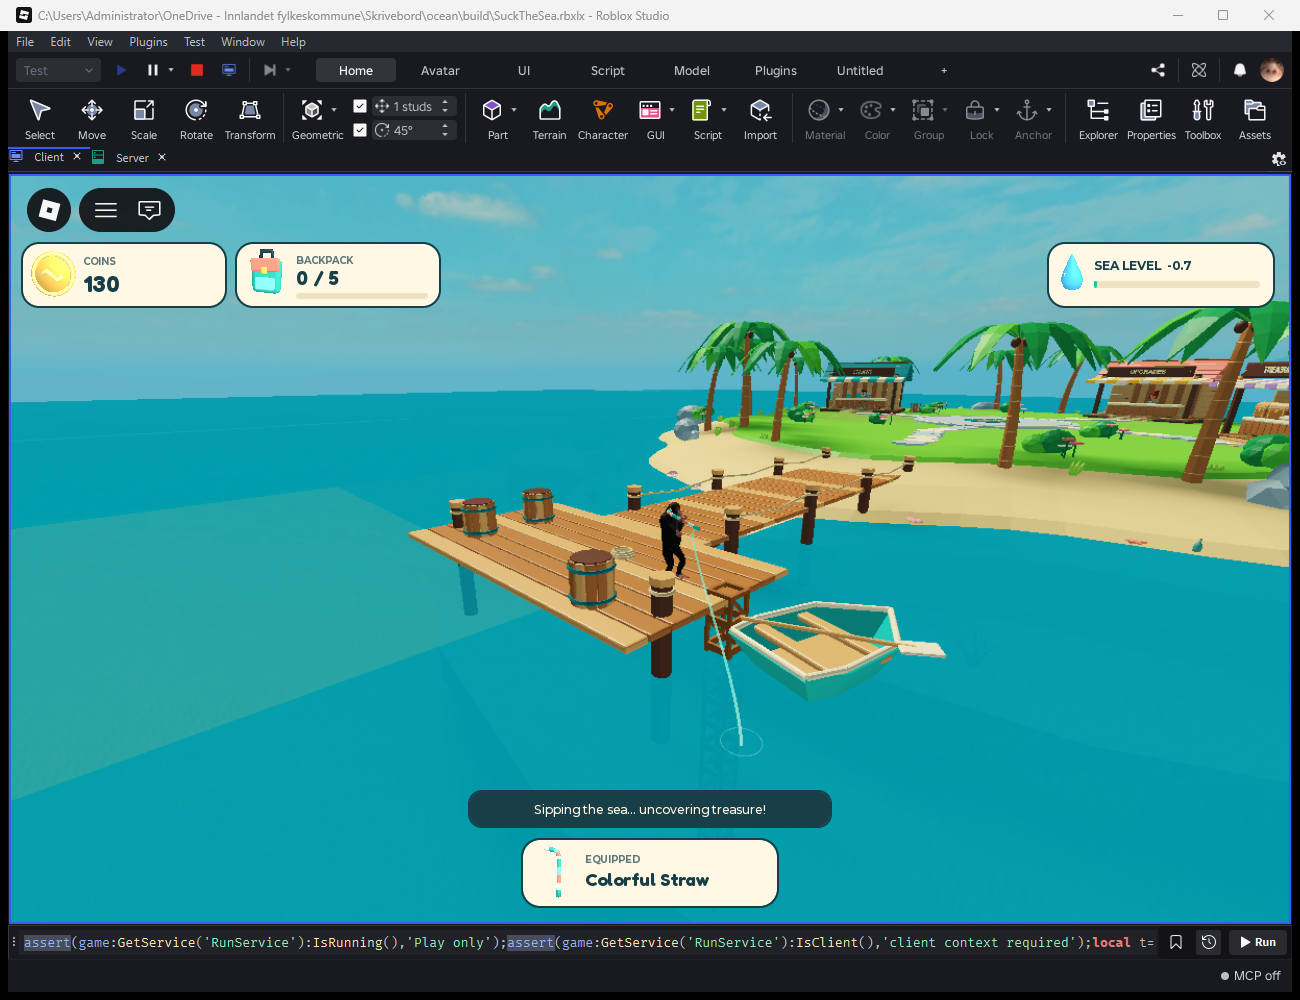 C:\Users\Administrator\OneDrive - Innlandet fylkeskommune\Skrivebord\ocean\build\SuckTheSea.rbxlx - Roblox Studio
File Edit View Plugins Test Window Help
Test Home Avatar UI Script Model Plugins Untitled +
1 studs
45°
Select Move Scale Rotate Transform Geometric Part Terrain Character GUI Script Import Material Color Group Lock Anchor Explorer Properties Toolbox Assets
Client Server
COINS
130
BACKPACK
0 / 5
SEA LEVEL -0.7
UPGRADES
Sipping the sea... uncovering treasure!
EQUIPPED
Colorful Straw
assert(game:GetService('RunService'):IsRunning(),'Play only');assert(game:GetService('RunService'):IsClient(),'client context required');local t=
Run
MCP off